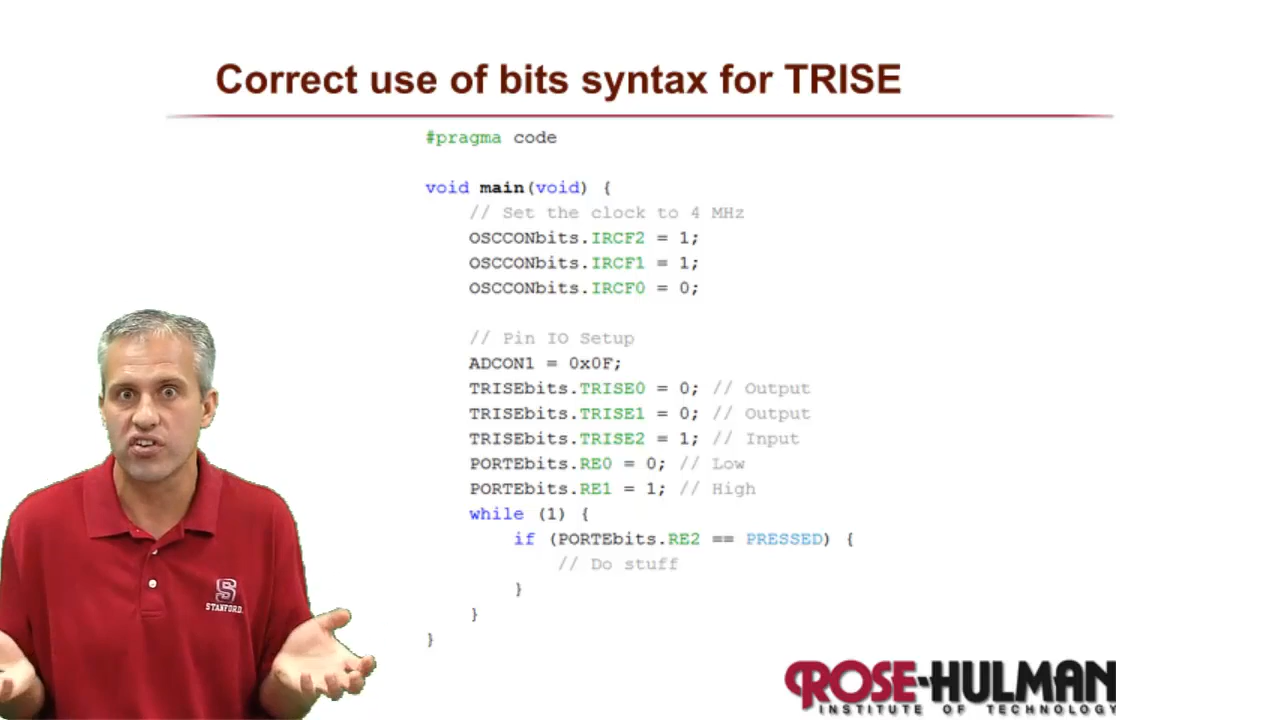 Correct use of bits syntax for TRISE
#pragma code
void main(void) {
// Set the clock to 4 MHz
OSCCONbits.IRCF2 = 1;
OSCCONbits.IRCF1 = 1;
OSCCONbits.IRCF0 = 0;
// Pin IO Setup
ADCON1 = 0x0F;
TRISEbits.TRISE0 = 0; // Output
TRISEbits.TRISE1 = 0; // Output
TRISEbits.TRISE2 = 1; // Input
PORTEbits.RE0 = 0; // Low
PORTEbits.RE1 = 1; // High
while (1) {
if (PORTEbits.RE2 == PRESSED) {
// Do stuff
}
}
}
S
STANFORD
ROSE-HULMAN
INSTITUTE OF TECHNOLOGY